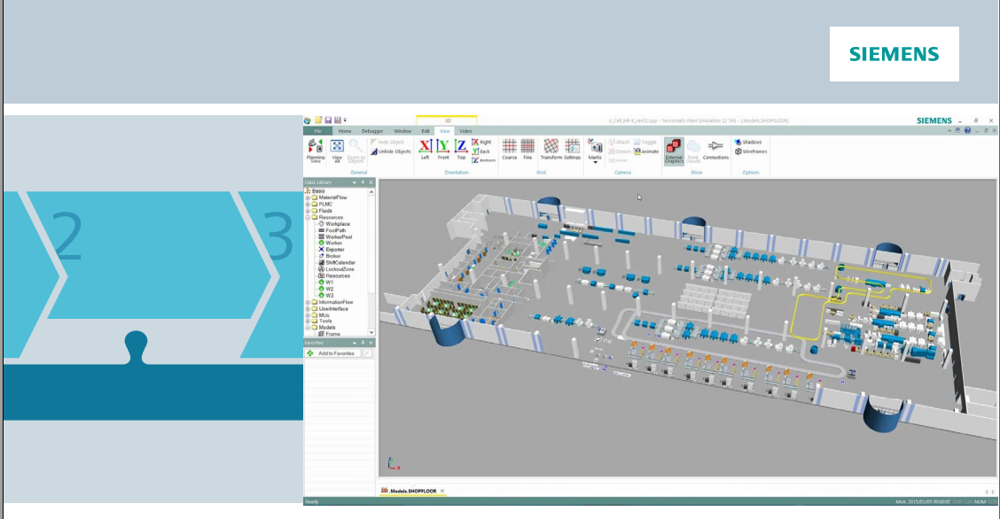 SIEMENS
2
3
3D
U_Cell_MF-K_rev51.spp - Tecnomatix Plant Simulation 12 TR5 - [.Models.SHOPFLOOR]
SIEMENS
File Home Debugger Window Edit View Video
Planning View
View All
Zoom to Objects
Hide Object
Unhide Objects
General
X Left
Y Front
Z Top
Right
Back
Bottom
Orientation
Coarse Fine Transform Settings
Grid
Marks
Attach
Detach
Toggle
Animate
Camera
External Graphics
Point Clouds
Connections
Show
Shadows
Wireframes
Options
Class Library
Basis
MaterialFlow
PLMC
Fluids
Resources
Workplace
FootPath
WorkerPool
Worker
Exporter
Broker
ShiftCalendar
LockoutZone
Resources
W1
W2
W3
InformationFlow
UserInterface
MUs
Tools
Models
Frame
Favorites
Add to Favorites
Z
X
3D .Models.SHOPFLOOR
Ready
Mon, 2015/01/05 00:00:00 OVR CAP NUM SCRL